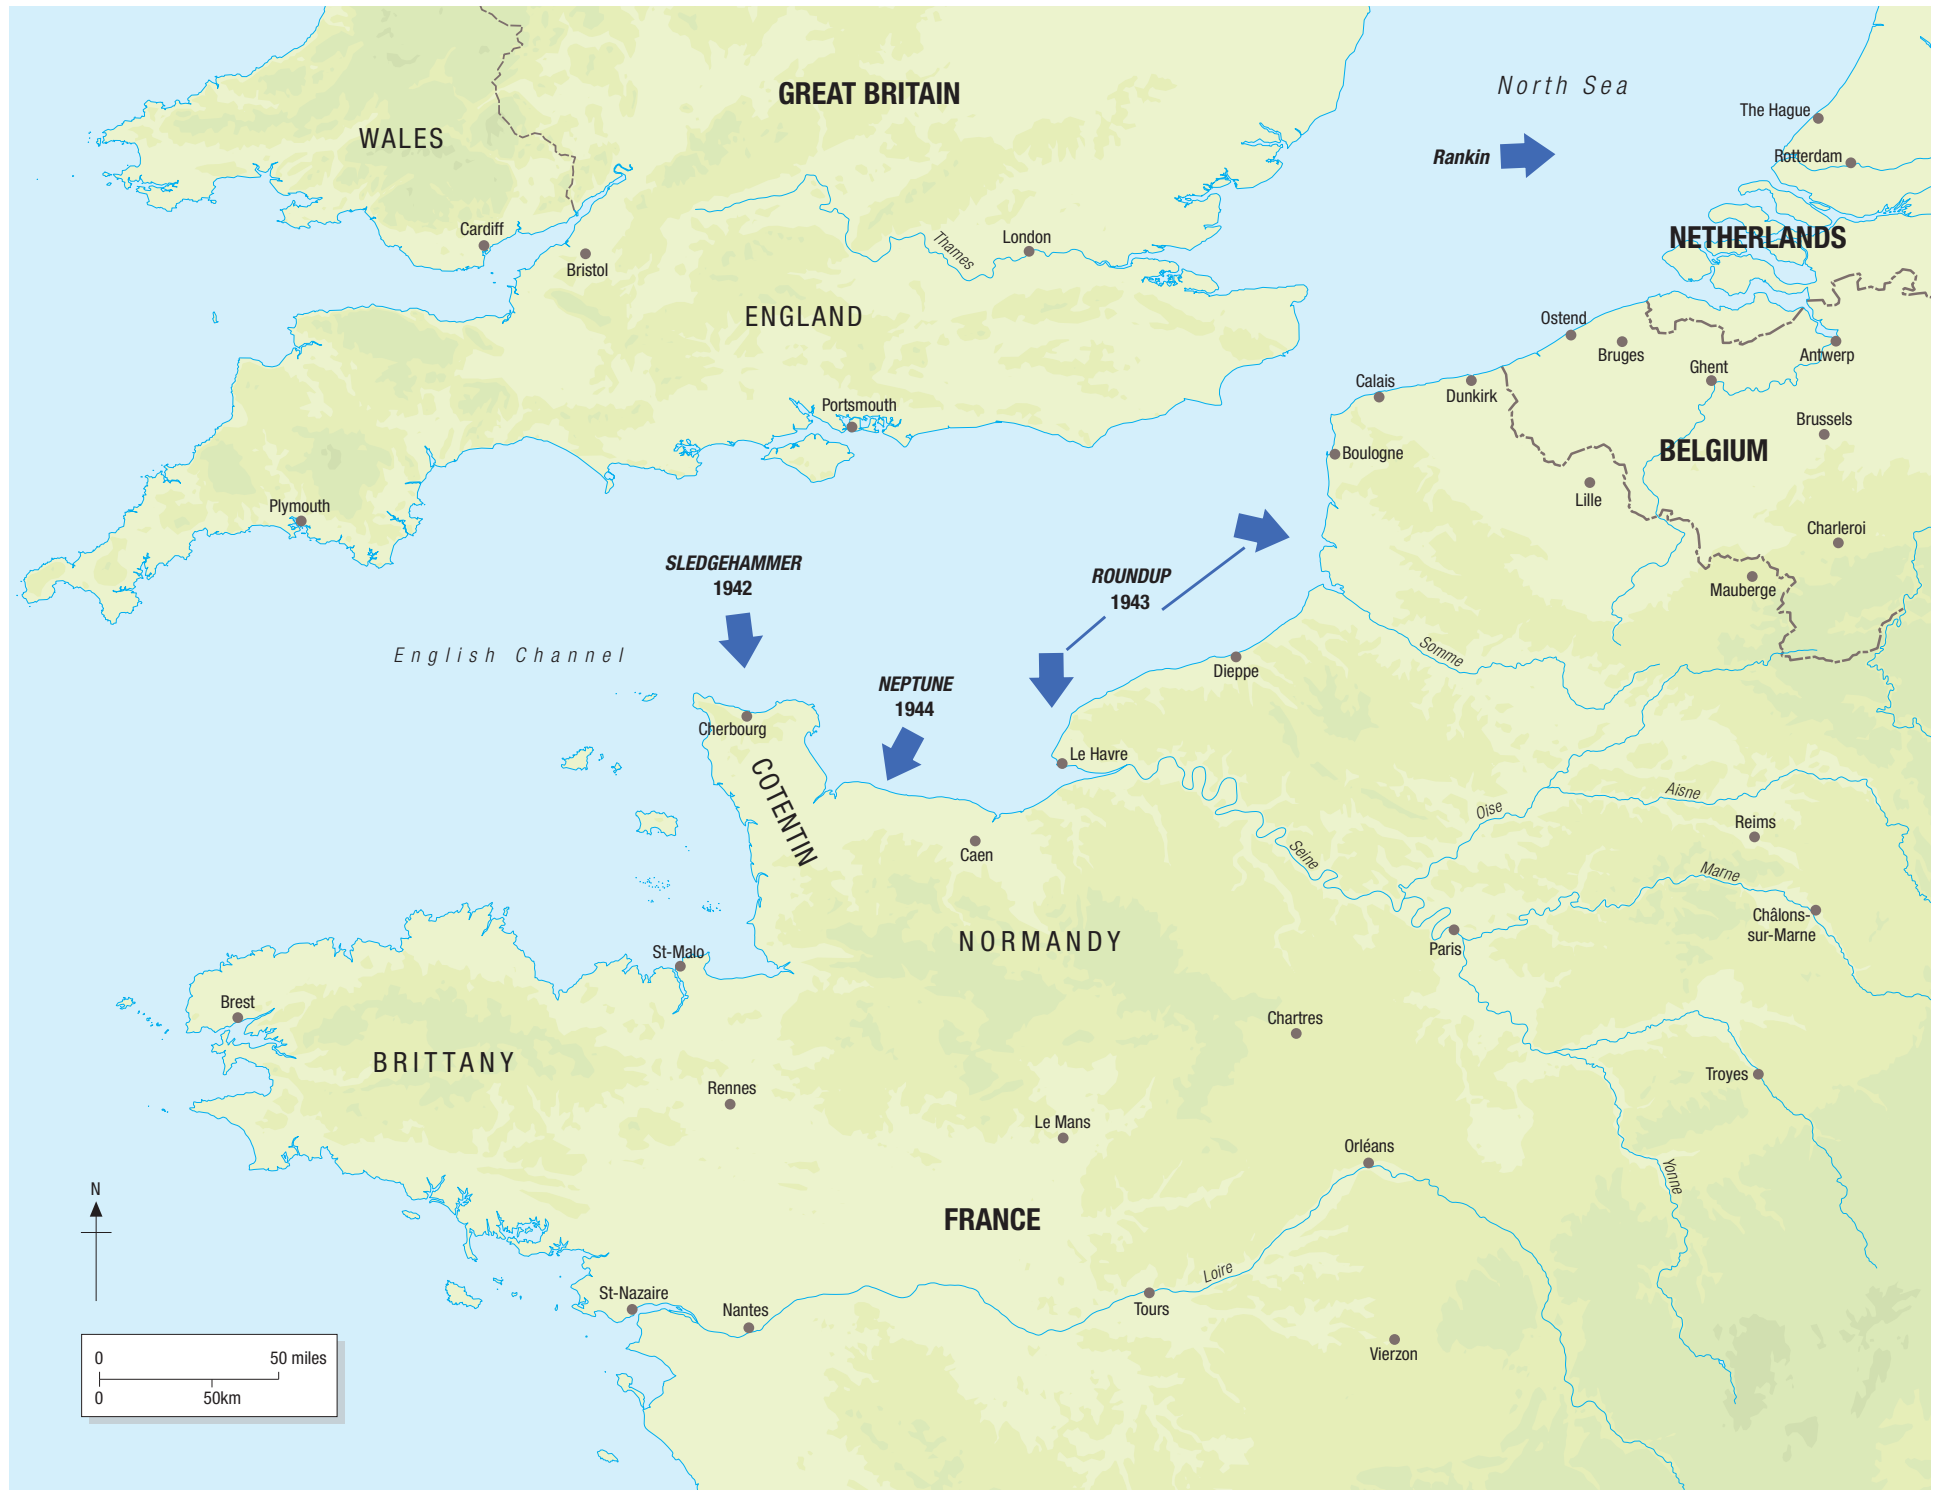 GREAT BRITAIN
North Sea
The Hague
WALES
Rankin
Rotterdam
Cardiff
Thames
London
NETHERLANDS
Bristol
ENGLAND
Ostend
Bruges
Antwerp
Ghent
Calais
Dunkirk
Portsmouth
Brussels
Boulogne
BELGIUM
Lille
Plymouth
Charleroi
SLEDGEHAMMER
1942
ROUNDUP
1943
Mauberge
English Channel
Somme
Dieppe
NEPTUNE
1944
Cherbourg
Le Havre
COTENTIN
Aisne
Oise
Reims
Caen
Seine
Marne
Châlons-
sur-Marne
NORMANDY
Paris
St-Malo
Brest
Chartres
BRITTANY
Troyes
Rennes
Le Mans
Orléans
Yonne
N
FRANCE
Loire
St-Nazaire
Nantes
Tours
Vierzon
0 50 miles
0 50km